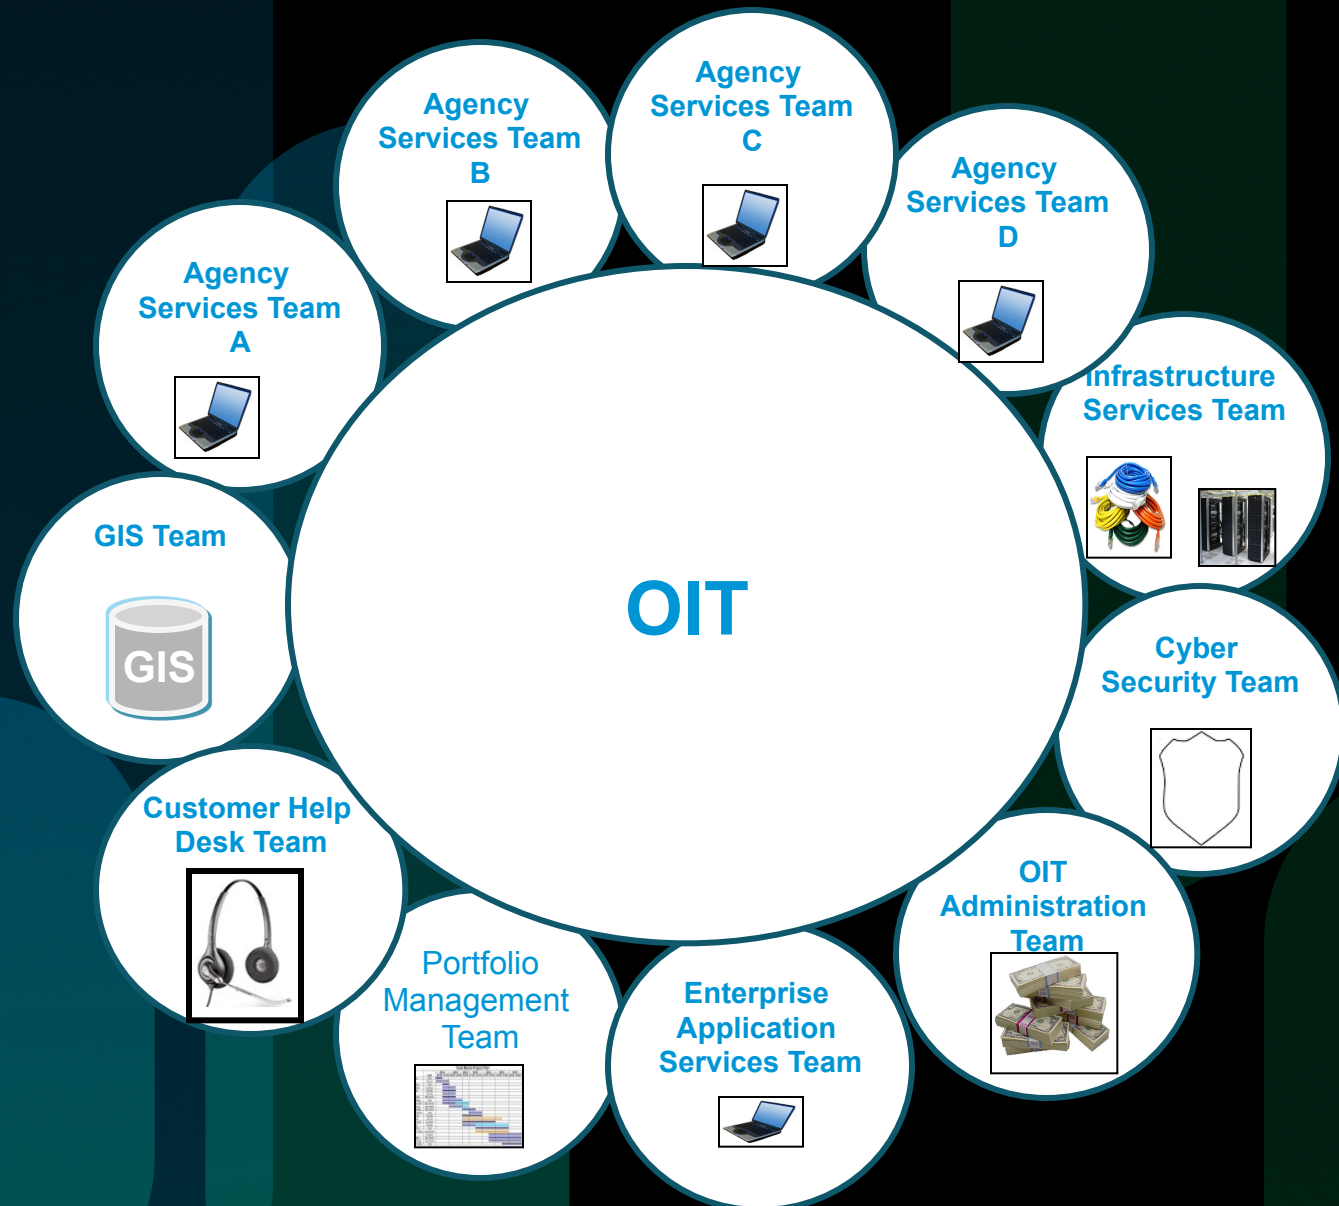 Agency
Services Team
A
Agency
Services Team
B
Agency
Services Team
C
Agency
Services Team
D
Infrastructure
Services Team
Cyber
Security Team
OIT
Administration
Team
Enterprise
Application
Services Team
Portfolio
Management
Team
Customer Help
Desk Team
GIS Team
GIS
OIT